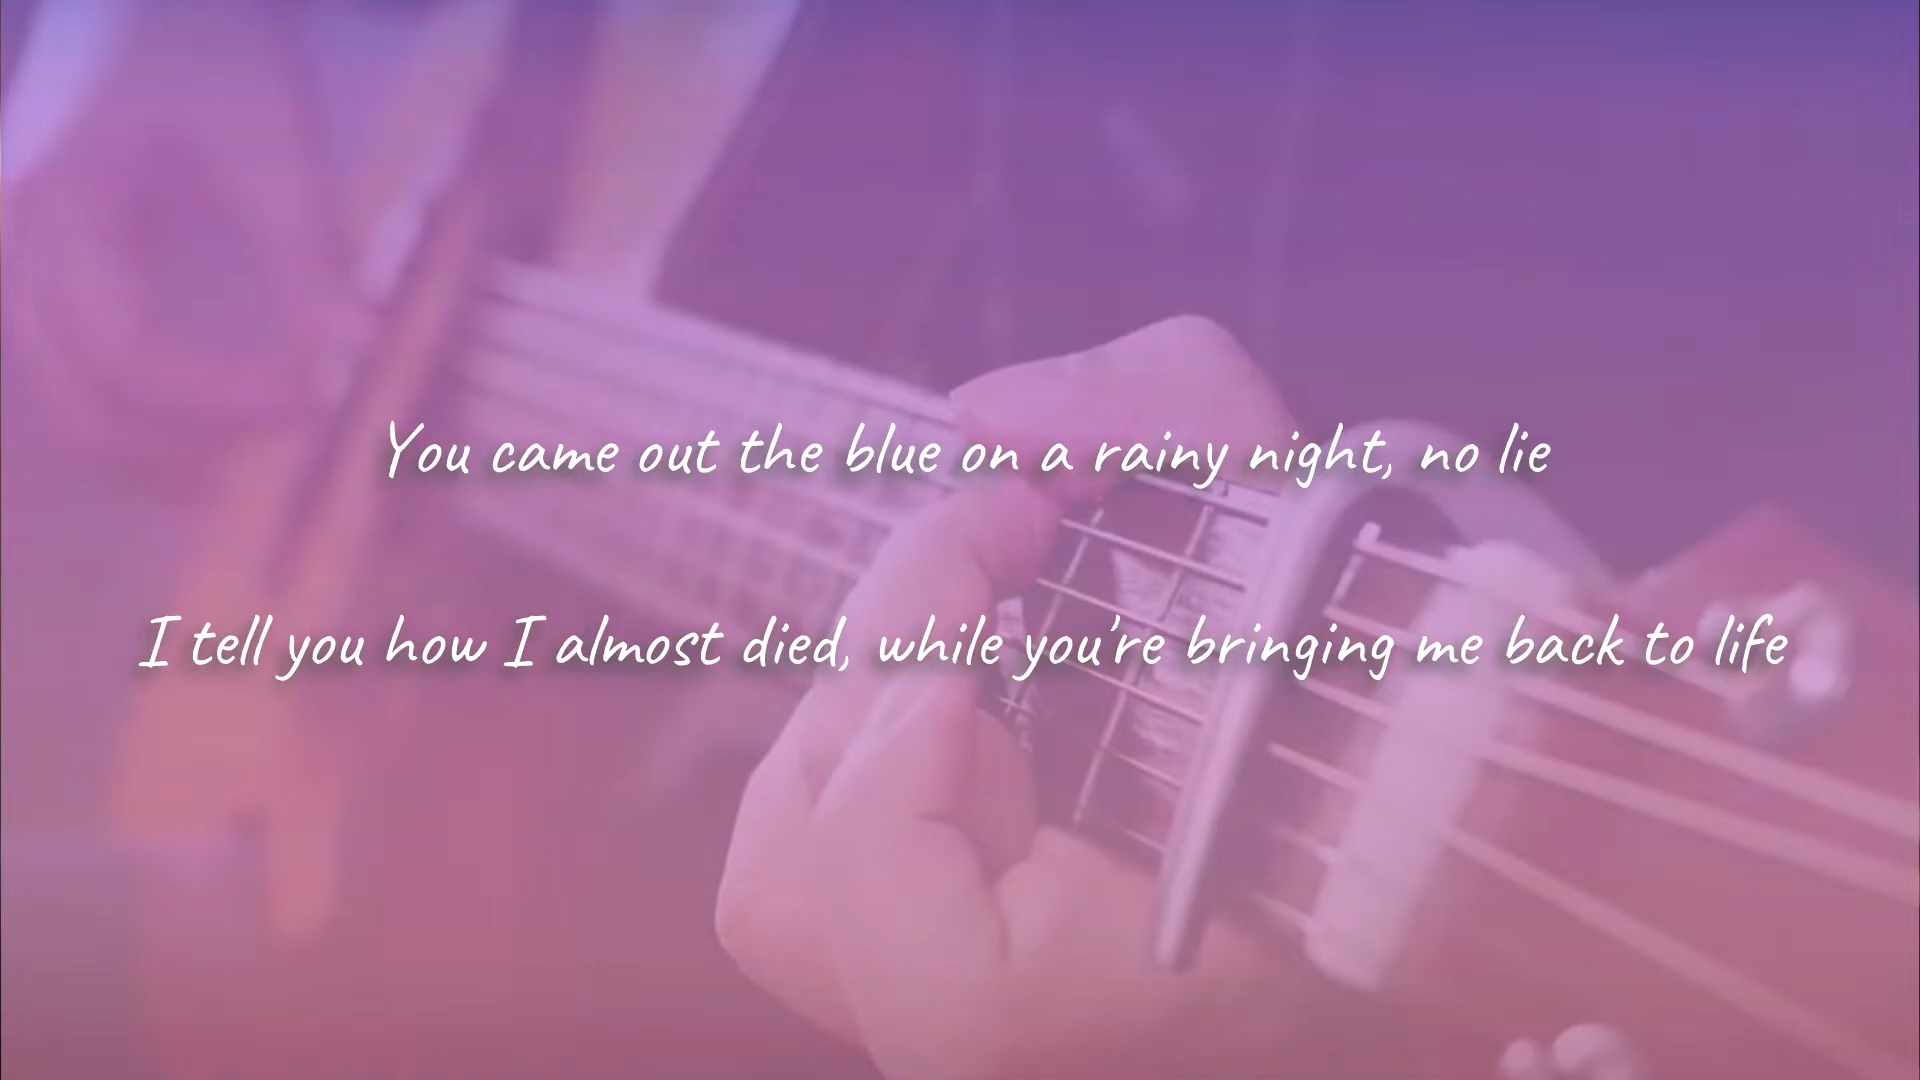 You came out the blue on a rainy night, no lie
I tell you how I almost died, while you're bringing me back to life